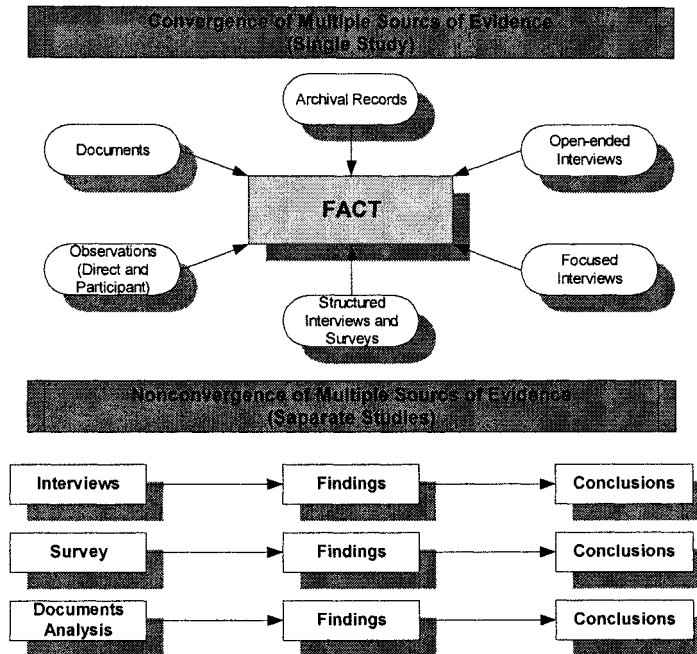 Convergence of Multiple Sourcs of Evidence
(Single Study)
Archival Records
Documents
Open-ended
Interviews
FACT
Observations
(Direct and
Participant)
Focused
Interviews
Structured
Interviews and
Surveys
Nonconvergence of Multiple Sourcs of Evidence
(Separate Studies)
Interviews
Findings
Conclusions
Survey
Findings
Conclusions
Documents
Analysis
Findings
Conclusions